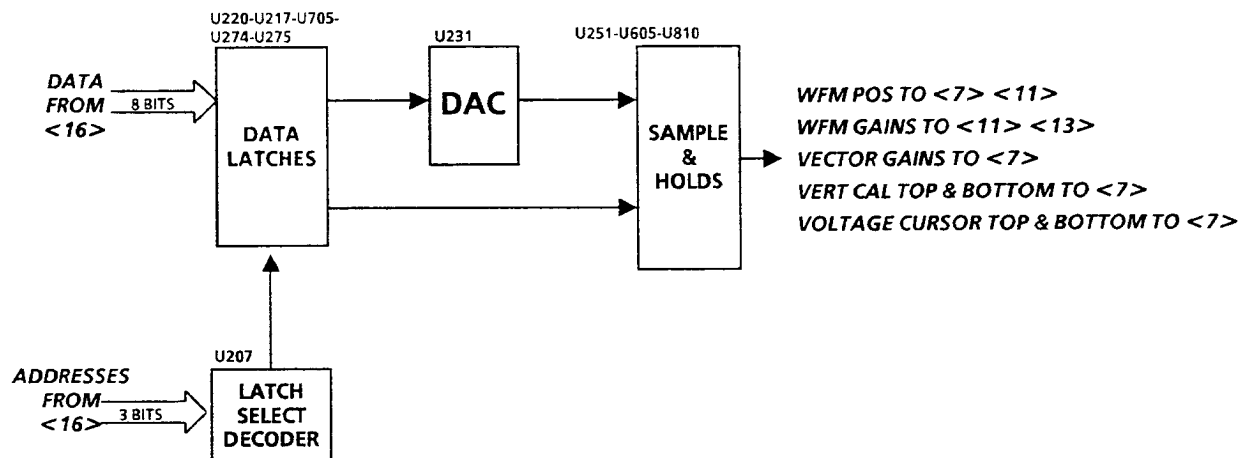 U220-U217-U705-
U274-U275
U231
U251-U605-U810
DATA
FROM
<16>
8 BITS
DATA
LATCHES
DAC
SAMPLE
&
HOLDS
WFM POS TO <7> <11>
WFM GAINS TO <11> <13>
VECTOR GAINS TO <7>
VERT CAL TOP & BOTTOM TO <7>
VOLTAGE CURSOR TOP & BOTTOM TO <7>
U207
ADDRESSES
FROM
<16>
3 BITS
LATCH
SELECT
DECODER